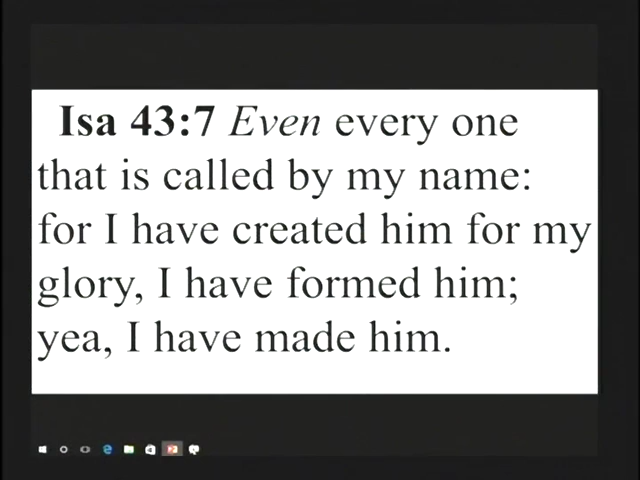 Isa 43:7 Even every one
that is called by my name:
for I have created him for my
glory, I have formed him;
yea, I have made him.